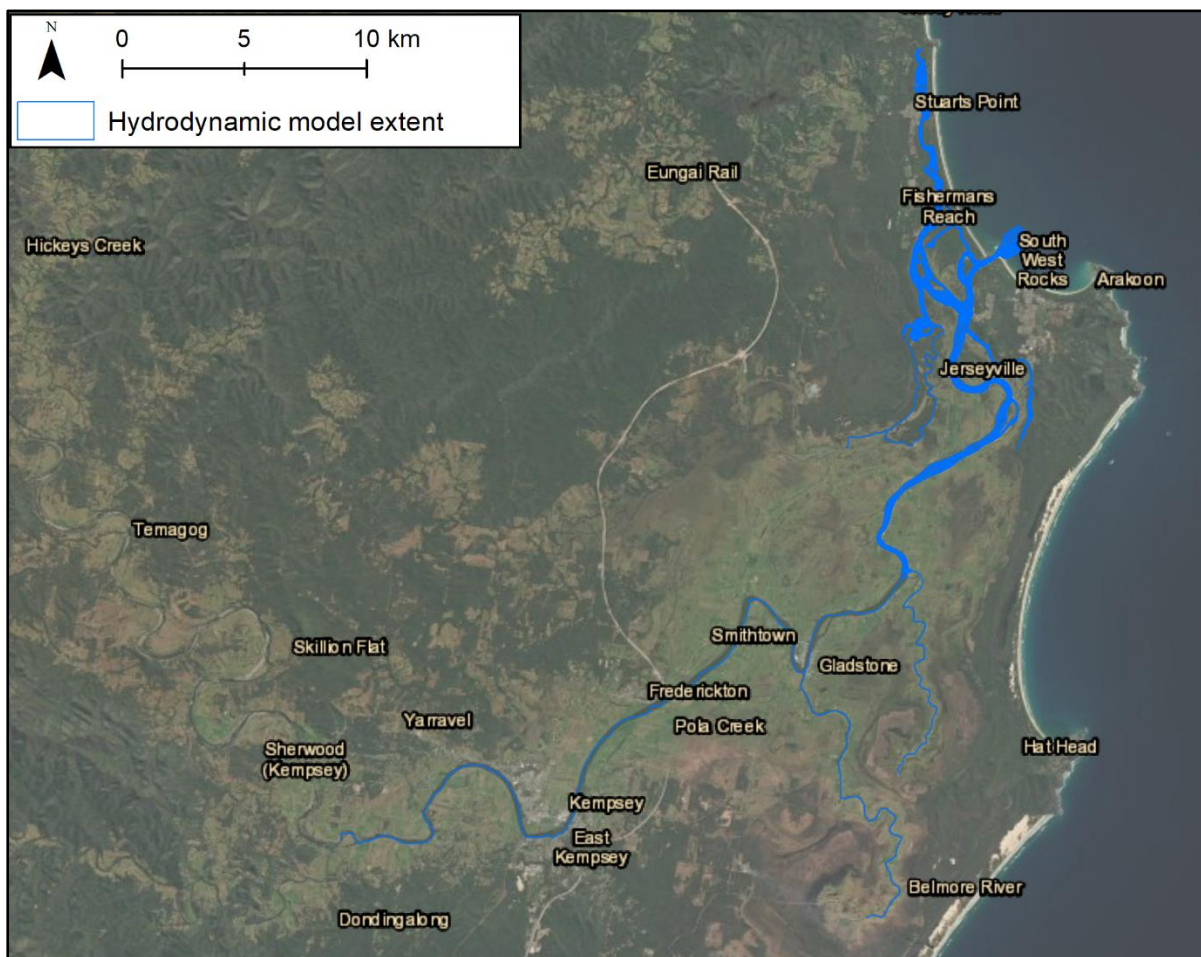 N
0 5 10 km
Hydrodynamic model extent
Stuarts Point
Eungai Rail
Fishermans
Reach
Hickeys Creek
South
West
Rocks
Arakoon
Jerseyville
Temagog
Smithtown
Skillion Flat
Gladstone
Frederickton
Yarravel
Pola Creek
Sherwood
(Kempsey)
Hat Head
Kempsey
East
Kempsey
Belmore River
Dondingalong